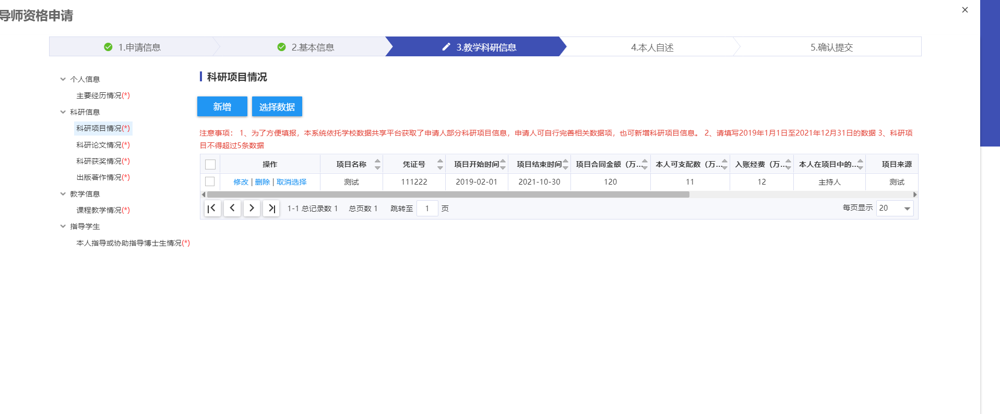 导师资格申请
1.申请信息
2.基本信息
3.教学科研信息
4.本人自述
5.确认提交
个人信息
主要经历情况(*)
科研信息
科研项目情况(*)
科研论文情况(*)
科研获奖情况(*)
出版著作情况(*)
教学信息
课程教学情况(*)
指导学生
本人指导或协助指导博士生情况(*)
科研项目情况
新增 选择数据
注意事项： 1、为了方便填报，本系统依托学校数据共享平台获取了申请人部分科研项目信息，申请人可自行完善相关数据项，也可新增科研项目信息。 2、请填写2019年1月1日至2021年12月31日的数据 3、科研项
目不得超过5条数据
操作 项目名称 凭证号 项目开始时间 项目结束时间 项目合同金额（万... 本人可支配数（万... 入账经费（万... 本人在项目中的... 项目来源
修改 | 删除 | 取消选择 测试 111222 2019-02-01 2021-10-30 120 11 12 主持人 测试
1-1 总记录数 1 总页数 1 跳转至 1 页 每页显示 20